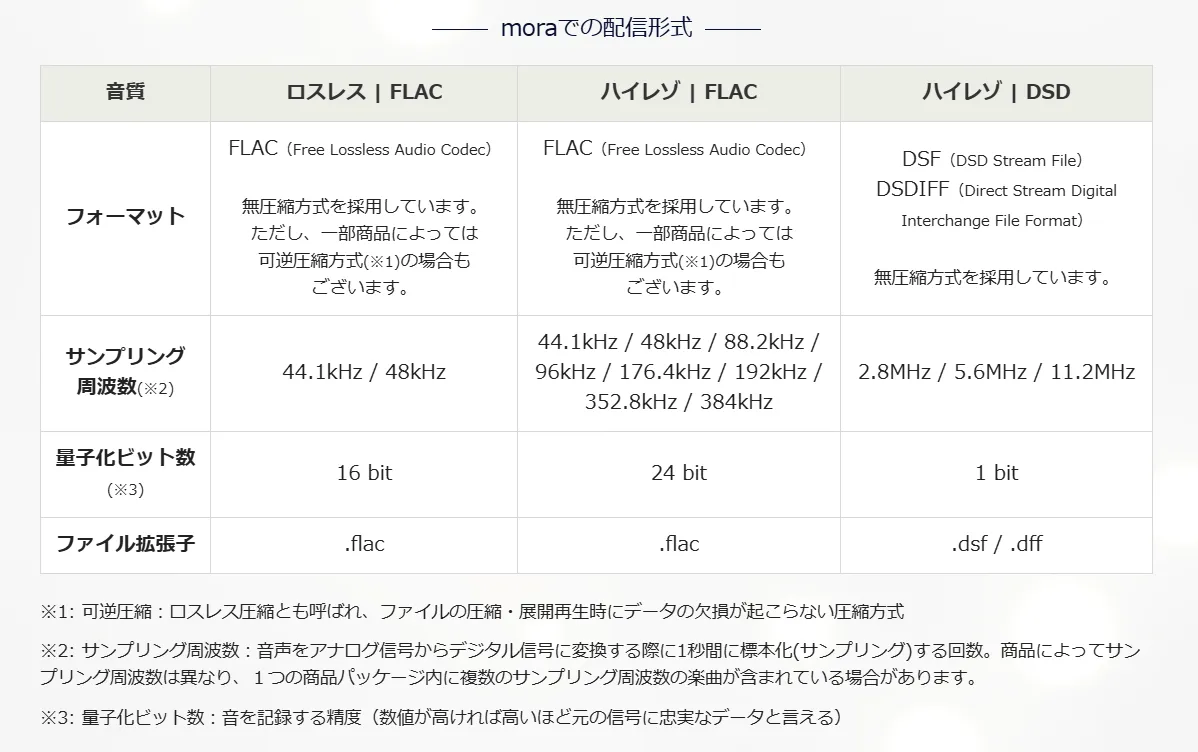 moraでの配信形式
音質
ロスレス | FLAC
ハイレゾ | FLAC
ハイレゾ | DSD
フォーマット
FLAC（Free Lossless Audio Codec）
無圧縮方式を採用しています。
ただし、一部商品によっては
可逆圧縮方式(※1)の場合も
ございます。
FLAC（Free Lossless Audio Codec）
無圧縮方式を採用しています。
ただし、一部商品によっては
可逆圧縮方式(※1)の場合も
ございます。
DSF（DSD Stream File）
DSDIFF（Direct Stream Digital
Interchange File Format）
無圧縮方式を採用しています。
サンプリング
周波数(※2)
44.1kHz / 48kHz
44.1kHz / 48kHz / 88.2kHz /
96kHz / 176.4kHz / 192kHz /
352.8kHz / 384kHz
2.8MHz / 5.6MHz / 11.2MHz
量子化ビット数
(※3)
16 bit
24 bit
1 bit
ファイル拡張子
.flac
.flac
.dsf / .dff
※1: 可逆圧縮：ロスレス圧縮とも呼ばれ、ファイルの圧縮・展開再生時にデータの欠損が起こらない圧縮方式
※2: サンプリング周波数：音声をアナログ信号からデジタル信号に変換する際に1秒間に標本化(サンプリング)する回数。商品によってサン
プリング周波数は異なり、１つの商品パッケージ内に複数のサンプリング周波数の楽曲が含まれている場合があります。
※3: 量子化ビット数：音を記録する精度（数値が高ければ高いほど元の信号に忠実なデータと言える）